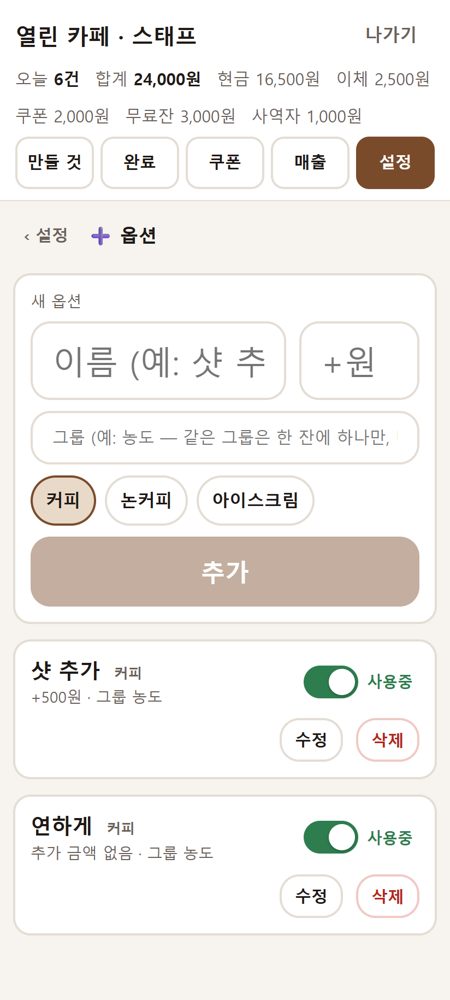 열린 카페 · 스태프 나가기
오늘 6건 합계 24,000원 현금 16,500원 이체 2,500원
쿠폰 2,000원 무료잔 3,000원 사역자 1,000원
만들 것 완료 쿠폰 매출 설정
‹ 설정 ➕ 옵션
새 옵션
이름 (예: 샷 추 +원
그룹 (예: 농도 — 같은 그룹은 한 잔에 하나만,
커피 논커피 아이스크림
추가
샷 추가 커피 사용중
+500원 · 그룹 농도
수정 삭제
연하게 커피 사용중
추가 금액 없음 · 그룹 농도
수정 삭제